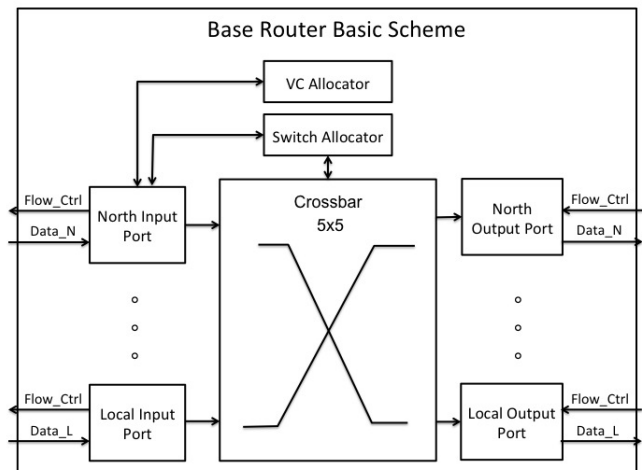 Base Router Basic Scheme
VC Allocator
Switch Allocator
Flow_Ctrl
North Input
Port
Data_N
Crossbar
5x5
North
Output Port
Flow_Ctrl
Data_N
Flow_Ctrl
Local Input
Port
Data_L
Local Output
Port
Flow_Ctrl
Data_L